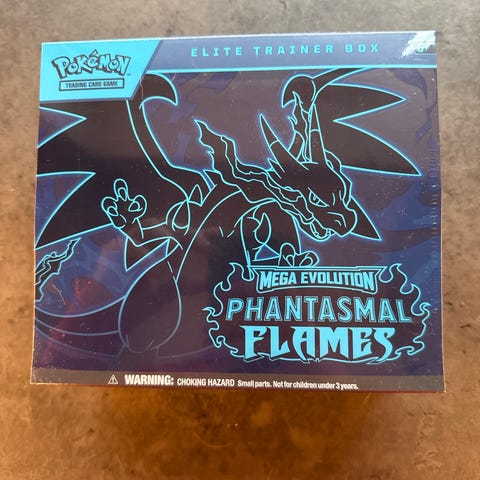 ELITE TRAINER BOX
POKéMON
TRADING CARD GAME
MEGA EVOLUTION
PHANTASMAL
FLAMES
WARNING: CHOKING HAZARD Small parts. Not for children under 3 years.